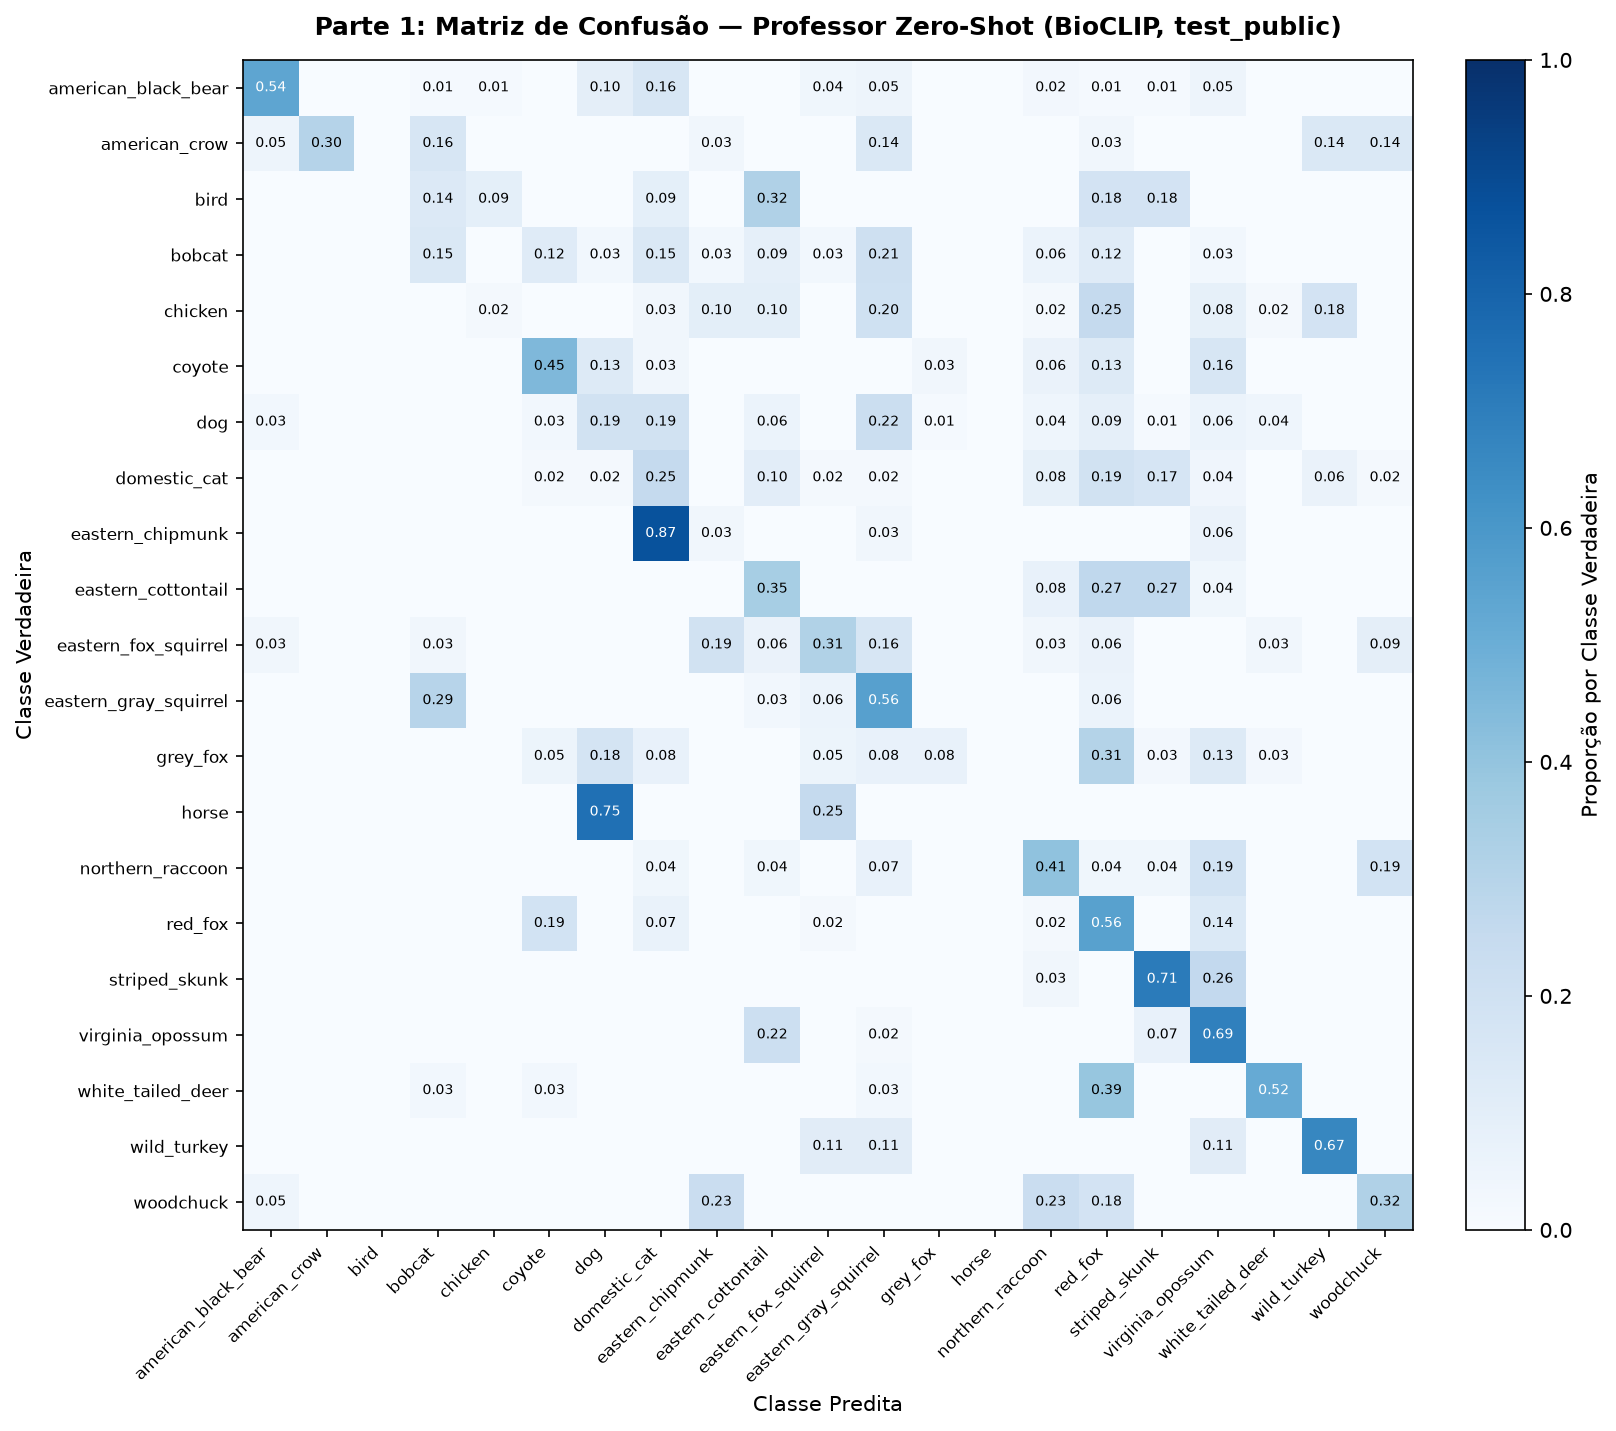 Parte 1: Matriz de Confusão — Professor Zero-Shot (BioCLIP, test_public)
american_black_bear 0.54 0.01 0.01 0.10 0.16 0.04 0.05 0.02 0.01 0.01 0.05
american_crow 0.05 0.30 0.16 0.03 0.14 0.03 0.14 0.14
bird 0.14 0.09 0.09 0.32 0.18 0.18
bobcat 0.15 0.12 0.03 0.15 0.03 0.09 0.03 0.21 0.06 0.12 0.03
chicken 0.02 0.03 0.10 0.10 0.20 0.02 0.25 0.08 0.02 0.18
coyote 0.45 0.13 0.03 0.03 0.06 0.13 0.16
dog 0.03 0.03 0.19 0.19 0.06 0.22 0.01 0.04 0.09 0.01 0.06 0.04
domestic_cat 0.02 0.02 0.25 0.10 0.02 0.02 0.08 0.19 0.17 0.04 0.06 0.02
eastern_chipmunk 0.87 0.03 0.03 0.06
eastern_cottontail 0.35 0.08 0.27 0.27 0.04
eastern_fox_squirrel 0.03 0.03 0.19 0.06 0.31 0.16 0.03 0.06 0.03 0.09
eastern_gray_squirrel 0.29 0.03 0.06 0.56 0.06
grey_fox 0.05 0.18 0.08 0.05 0.08 0.08 0.31 0.03 0.13 0.03
horse 0.75 0.25
northern_raccoon 0.04 0.04 0.07 0.41 0.04 0.04 0.19 0.19
red_fox 0.19 0.07 0.02 0.02 0.56 0.14
striped_skunk 0.03 0.71 0.26
virginia_opossum 0.22 0.02 0.07 0.69
white_tailed_deer 0.03 0.03 0.03 0.39 0.52
wild_turkey 0.11 0.11 0.11 0.67
woodchuck 0.05 0.23 0.23 0.18 0.32
american_black_bear
american_crow
bird
bobcat
chicken
coyote
dog
domestic_cat
eastern_chipmunk
eastern_cottontail
eastern_fox_squirrel
eastern_gray_squirrel
grey_fox
horse
northern_raccoon
red_fox
striped_skunk
virginia_opossum
white_tailed_deer
wild_turkey
woodchuck
Classe Predita
Classe Verdadeira
1.0
0.8
0.6
0.4
0.2
0.0
Proporção por Classe Verdadeira